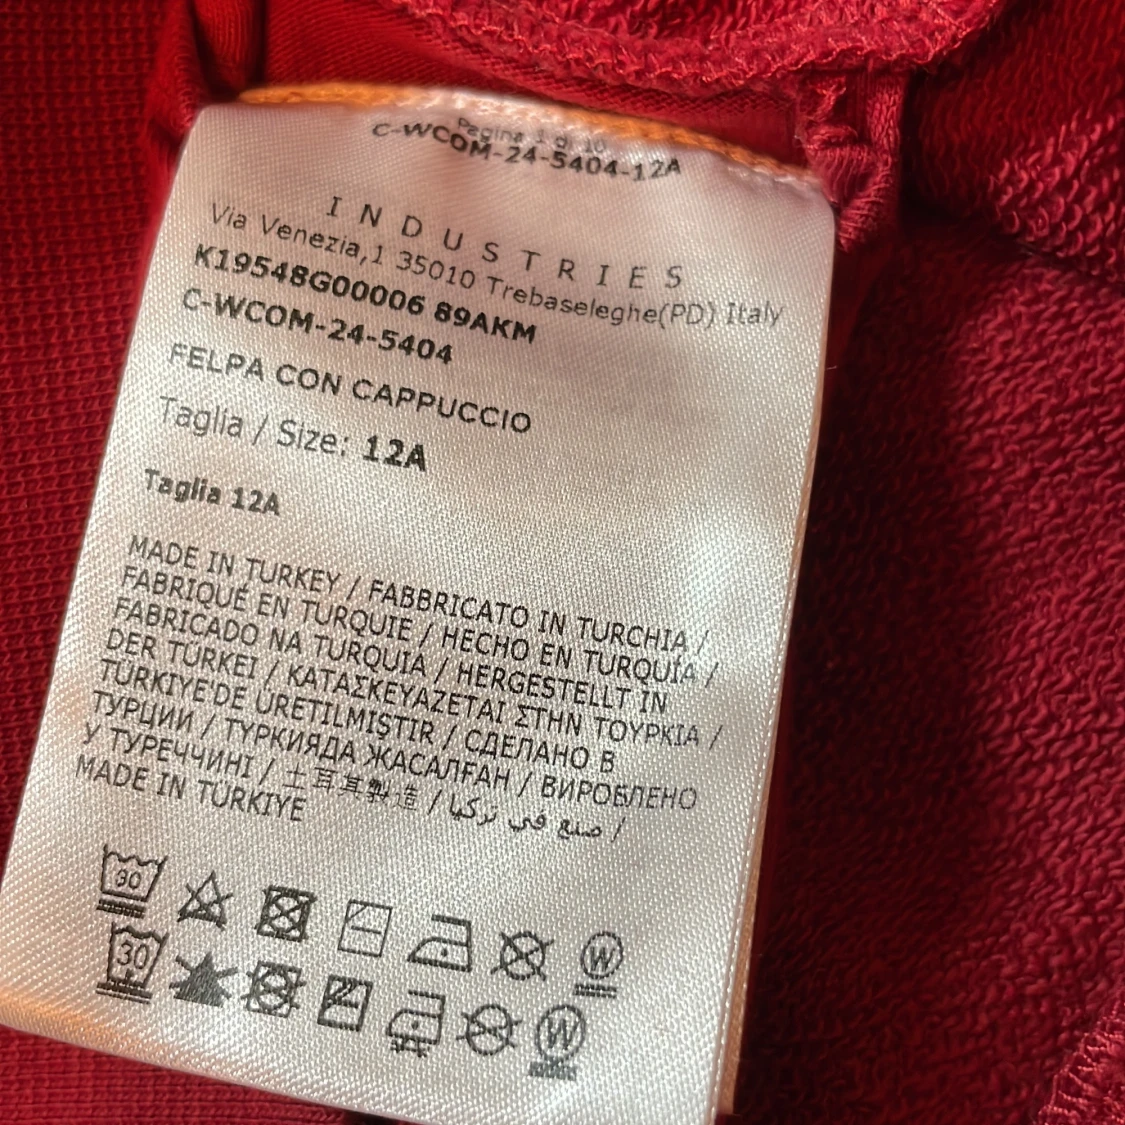 Pagina 1 di 10
C-WCOM-24-5404-12A
INDUSTRIES
Via Venezia,1 35010 Trebaseleghe(PD) Italy
K19548G00006 89AKM
C-WCOM-24-5404
FELPA CON CAPPUCCIO
Taglia / Size: 12A
Taglia 12A
MADE IN TURKEY / FABBRICATO IN TURCHIA /
FABRIQUÉ EN TURQUIE / HECHO EN TURQUÍA /
FABRICADO NA TURQUIA / HERGESTELLT IN
DER TÜRKEI / ΚΑΤΑΣΚΕΥΑΖΕΤΑΙ ΣΤΗΝ ΤΟΥΡΚΙΑ /
TÜRKIYE'DE ÜRETILMIŞTIR / СДЕЛАНО В
ТУРЦИИ / ТҮРКИЯДА ЖАСАЛҒАН / ВИРОБЛЕНО
У ТУРЕЧЧИНІ / 土耳其製造 / صنع في تركيا /
MADE IN TÜRKIYE
30
W
30
W